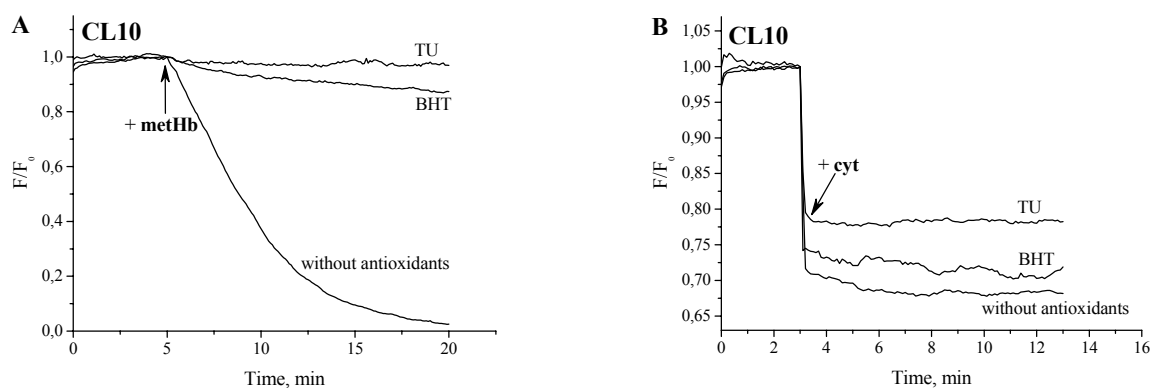 A
CL10
1,0
0,8
0,6
0,4
0,2
0,0
F/F₀
TU
BHT
+ metHb
without antioxidants
0 5 10 15 20
Time, min
B
CL10
1,05
1,00
0,95
0,90
0,85
0,80
0,75
0,70
0,65
F/F₀
+ cyt
TU
BHT
without antioxidants
0 2 4 6 8 10 12 14 16
Time, min